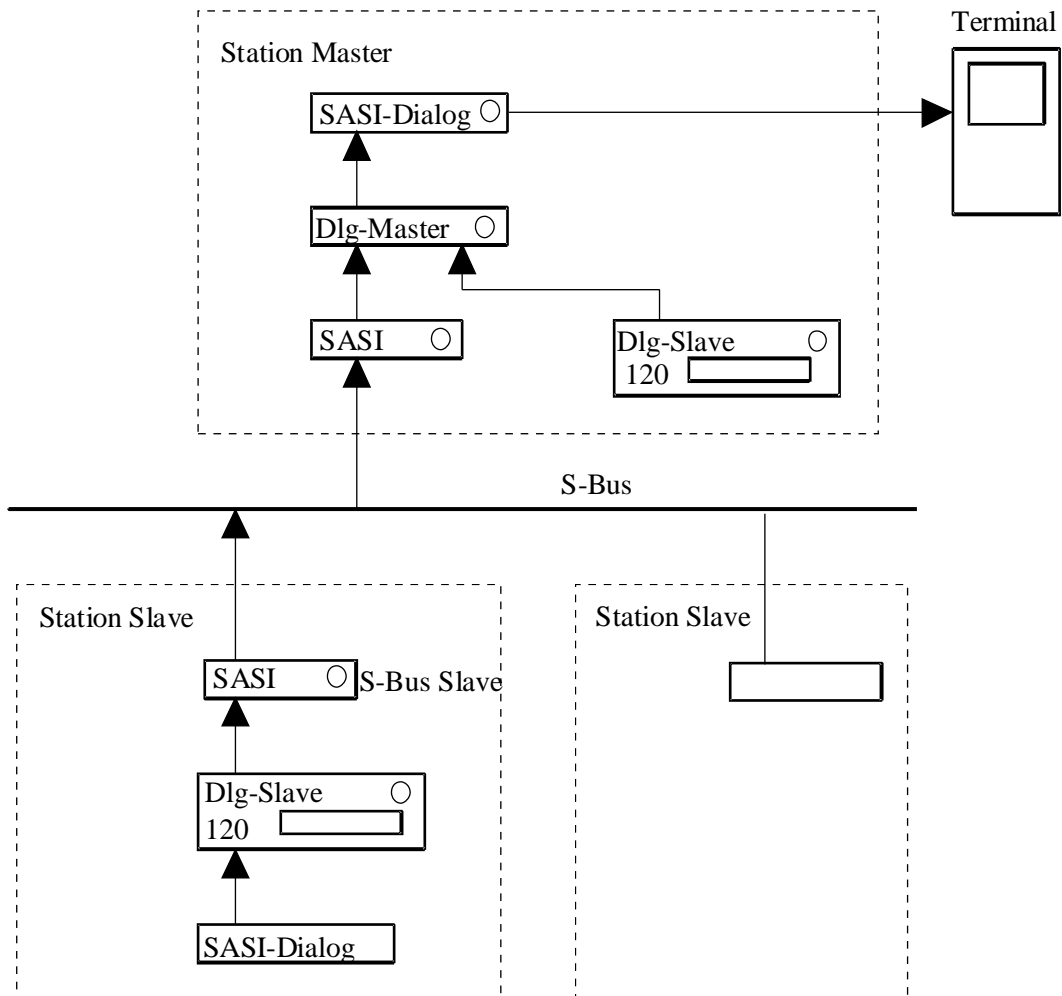 Terminal
Station Master
SASI-Dialog
Dlg-Master
SASI
Dlg-Slave
120
S-Bus
Station Slave
Station Slave
SASI
S-Bus Slave
Dlg-Slave
120
SASI-Dialog